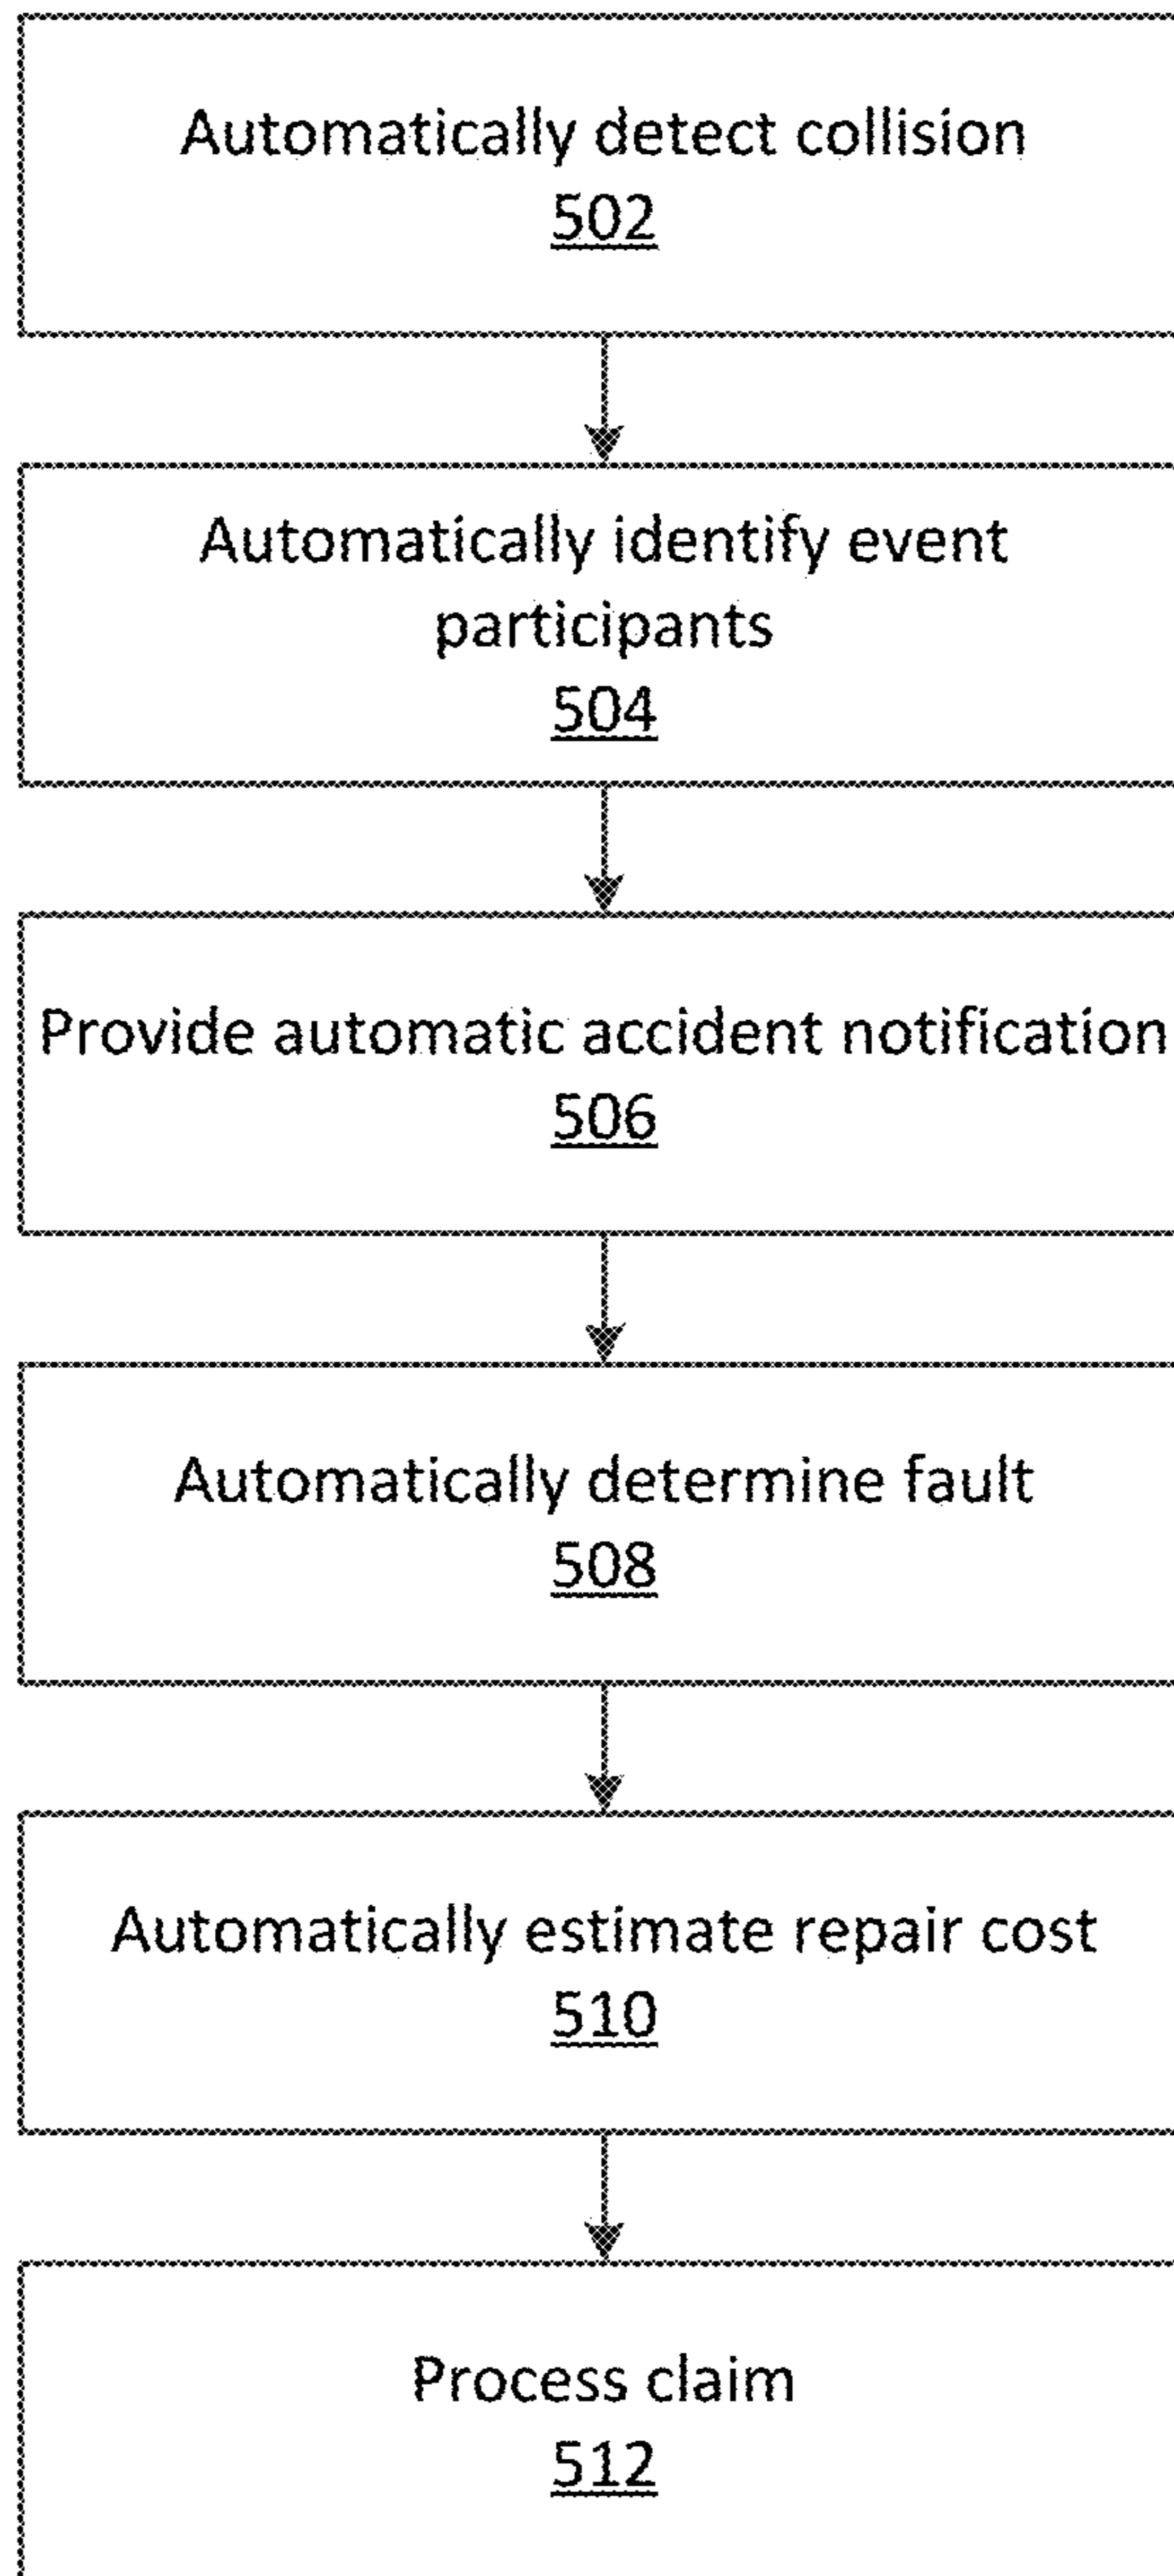 Automatically detect collision
502
Automatically identify event
participants
504
Provide automatic accident notification
506
Automatically determine fault
508
Automatically estimate repair cost
510
Process claim
512